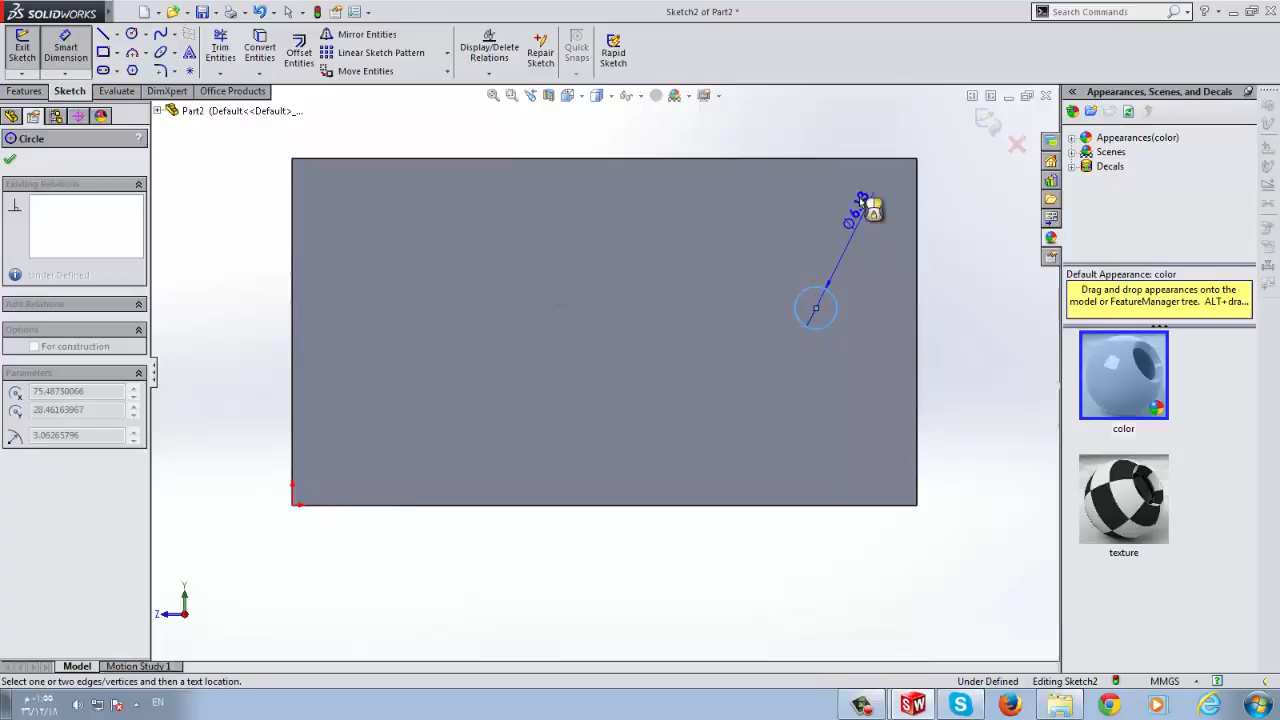 SOLIDWORKS
Sketch2 of Part2 *
Search Commands
Exit Sketch
Smart Dimension
Trim Entities
Convert Entities
Offset Entities
Mirror Entities
Linear Sketch Pattern
Move Entities
Display/Delete Relations
Repair Sketch
Quick Snaps
Rapid Sketch
Features
Sketch
Evaluate
DimXpert
Office Products
Part2 (Default<<Default>_...
Appearances, Scenes, and Decals
Circle
?
Existing Relations
Under Defined
Add Relations
Options
For construction
Parameters
75.48750066
28.46163967
3.06265796
Appearances(color)
Scenes
Decals
Default Appearance: color
Drag and drop appearances onto the
model or FeatureManager tree. ALT+dra...
color
texture
Y
Z
Model
Motion Study 1
Select one or two edges/vertices and then a text location.
Under Defined
Editing Sketch2
MMGS
٠١:٥٥ م
٣٦/١٢/١٨
EN